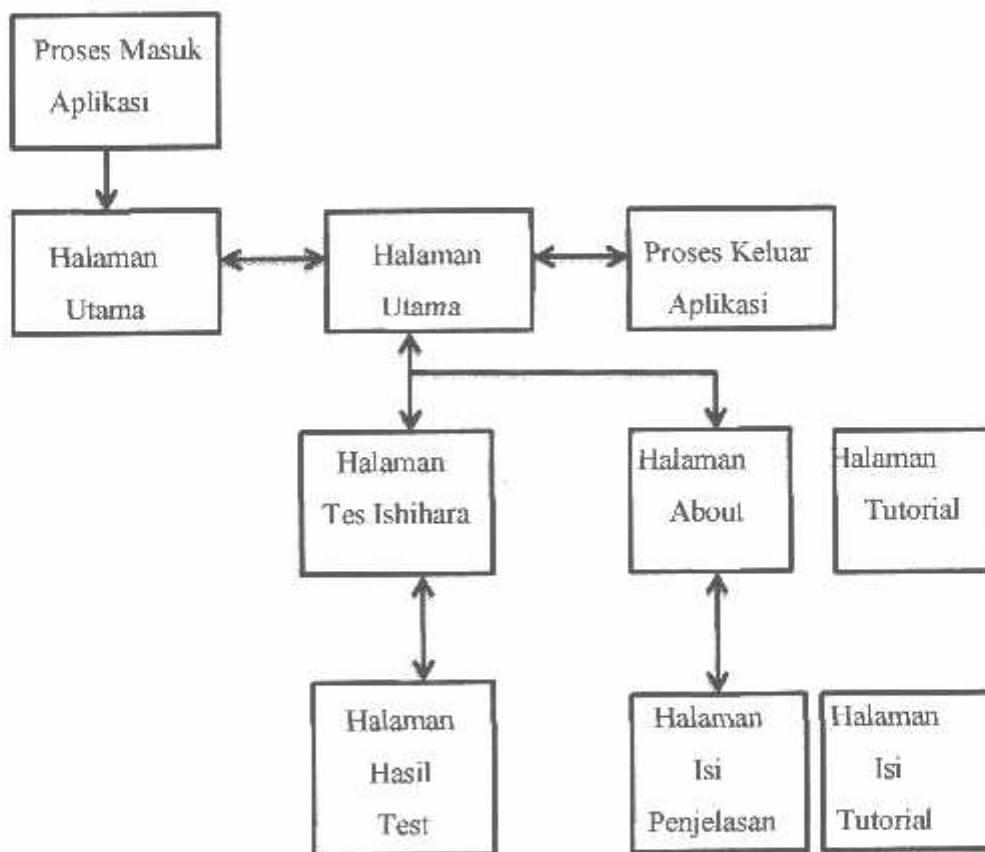 Proses Masuk
Aplikasi
Halaman
Utama
Halaman
Utama
Proses Keluar
Aplikasi
Halaman
Tes Ishihara
Halaman
About
Halaman
Tutorial
Halaman
Hasil
Test
Halaman
Isi
Penjelasan
Halaman
Isi
Tutorial